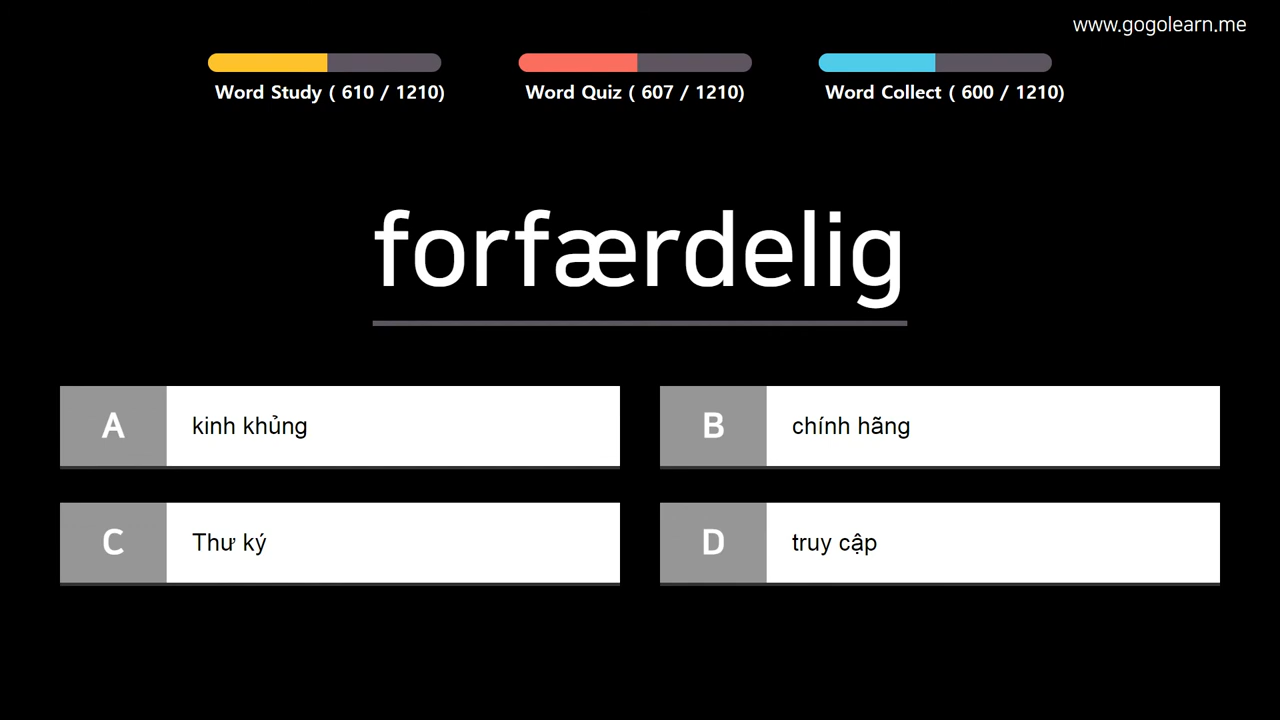 www.gogolearn.me
Word Study ( 610 / 1210)
Word Quiz ( 607 / 1210)
Word Collect ( 600 / 1210)
forfærdelig
A kinh khủng
B chính hãng
C Thư ký
D truy cập